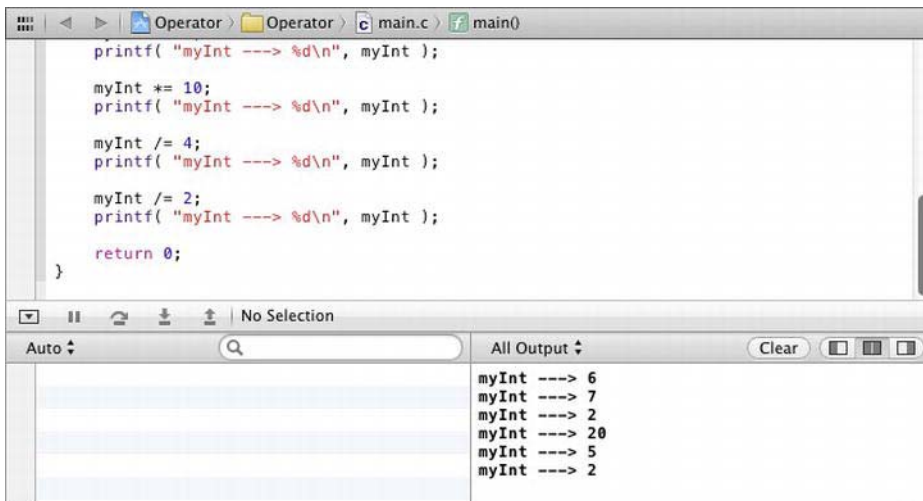 Operator Operator c main.c f main()
printf( "myInt ---> %d\n", myInt );
myInt *= 10;
printf( "myInt ---> %d\n", myInt );
myInt /= 4;
printf( "myInt ---> %d\n", myInt );
myInt /= 2;
printf( "myInt ---> %d\n", myInt );
return 0;
}
No Selection
Auto All Output Clear
myInt ---> 6
myInt ---> 7
myInt ---> 2
myInt ---> 20
myInt ---> 5
myInt ---> 2